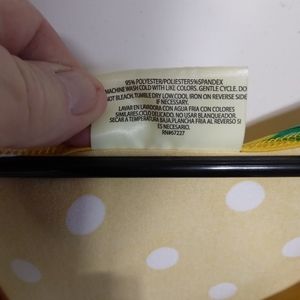 95% POLYESTER/POLIESTER5%SPANDEX
MACHINE WASH COLD WITH LIKE COLORS. GENTLE CYCLE. DO
NOT BLEACH. TUMBLE DRY LOW. COOL IRON ON REVERSE SIDE
IF NECESSARY.
LAVAR EN LAVADORA CON AGUA FRIA CON COLORES
SIMILARES CICLO DELICADO. NO USAR BLANQUEADOR.
SECAR A TEMPERATURA BAJA. PLANCHA FRIA AL REVERSO SI
ES NECESARIO.
RN#67227